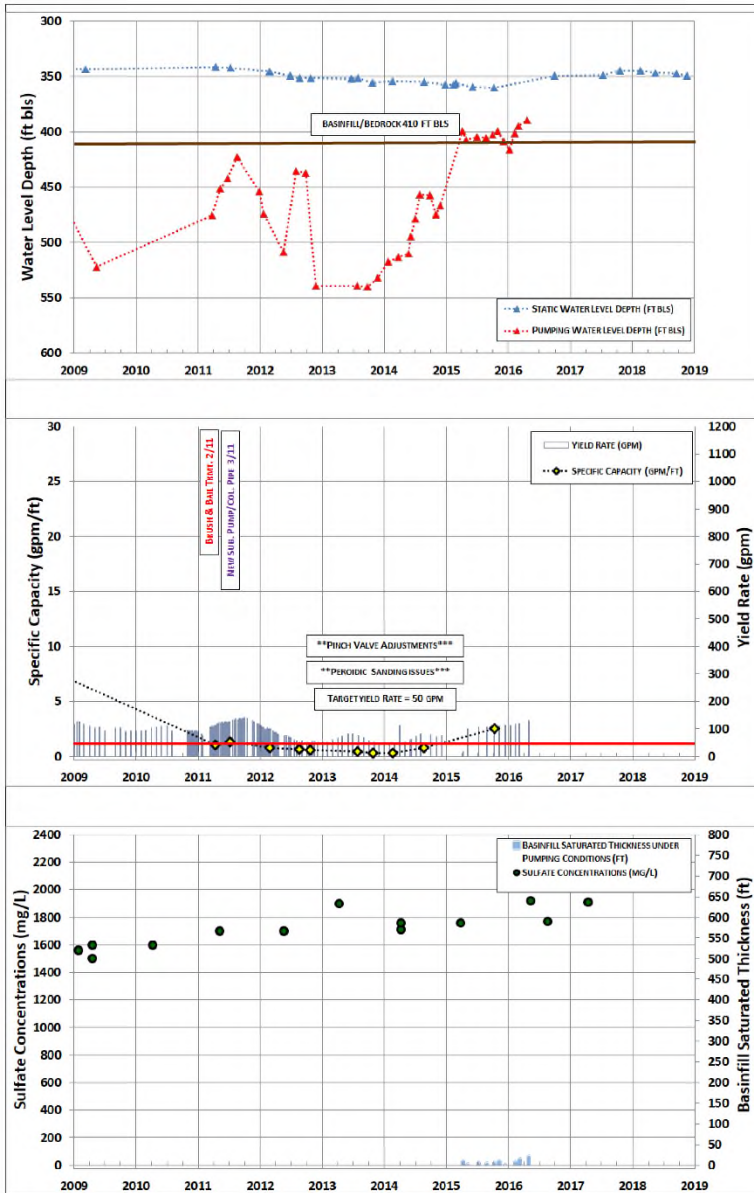 300
350
400
450
500
550
600
Water Level Depth (ft bls)
BASINFILL/BEDROCK 410 FT BLS
STATIC WATER LEVEL DEPTH (FT BLS)
PUMPING WATER LEVEL DEPTH (FT BLS)
2009 2010 2011 2012 2013 2014 2015 2016 2017 2018 2019
30
25
20
15
10
5
0
Specific Capacity (gpm/ft)
BRUSH & BAIL TRMT. 2/11
NEW SUB. PUMP/COL. PIPE 3/11
YIELD RATE (GPM)
SPECIFIC CAPACITY (GPM/FT)
**PINCH VALVE ADJUSTMENTS***
**PEROIDIC SANDING ISSUES***
TARGET YIELD RATE = 50 GPM
1200
1100
1000
900
800
700
600
500
400
300
200
100
0
Yield Rate (gpm)
2009 2010 2011 2012 2013 2014 2015 2016 2017 2018 2019
2400
2200
2000
1800
1600
1400
1200
1000
800
600
400
200
0
Sulfate Concentrations (mg/L)
BASINFILL SATURATED THICKNESS UNDER
PUMPING CONDITIONS (FT)
SULFATE CONCENTRATIONS (MG/L)
800
750
700
650
600
550
500
450
400
350
300
250
200
150
100
50
0
Basinfill Saturated Thickness (ft)
2009 2010 2011 2012 2013 2014 2015 2016 2017 2018 2019